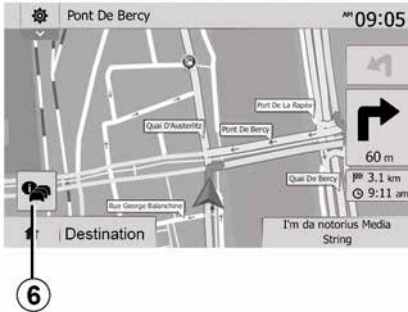 Pont De Bercy
AM 09:05
Port De La Rapée
Quai D'Austerlitz
Pont De Bercy
60 m
Quai De Bercy
3.1 km
9:11 am
Rue George Balanchine
Destination
I'm da notorius Media
String
6